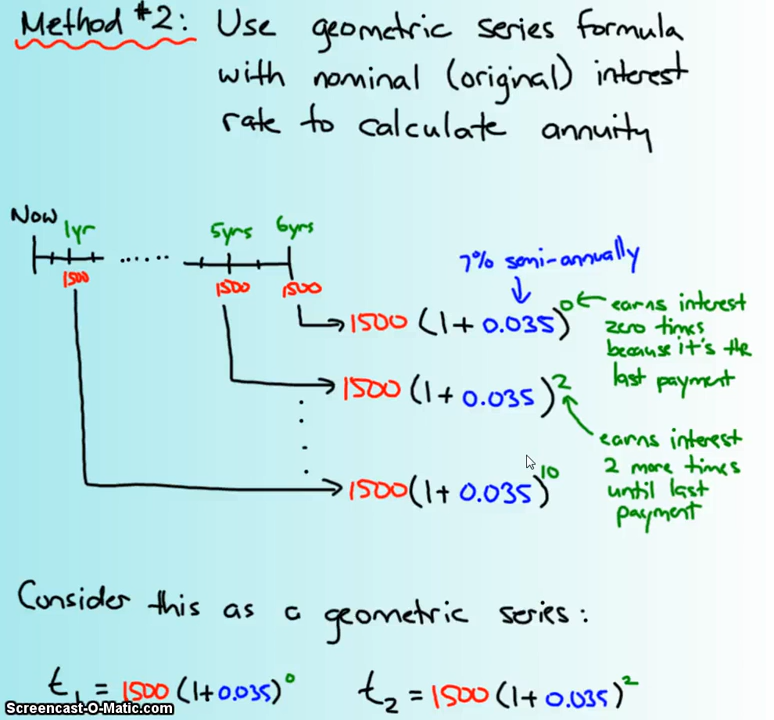 Method #2: Use geometric series formula
with nominal (original) interest
rate to calculate annuity
Now 1yr 5yrs 6yrs
...... 
1500 1500 1500
7% semi-annually
1500 (1+0.035)^0 ← earns interest
zero times
because it's the
last payment
1500 (1+0.035)^2
earns interest
2 more times
until last
payment
1500(1+0.035)^10
Consider this as a geometric series:
t₁ = 1500 (1+0.035)^0 t₂ = 1500 (1+0.035)^2
Screencast-O-Matic.com